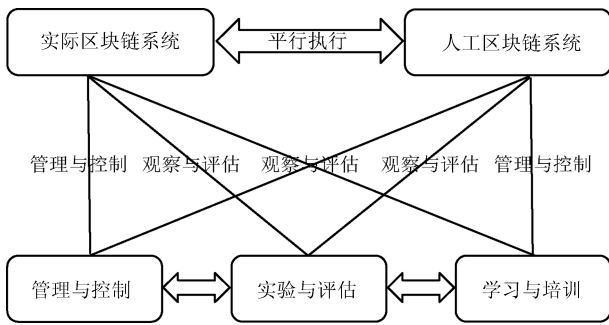 实际区块链系统
平行执行
人工区块链系统
管理与控制
观察与评估
观察与评估
观察与评估
管理与控制
管理与控制
实验与评估
学习与培训